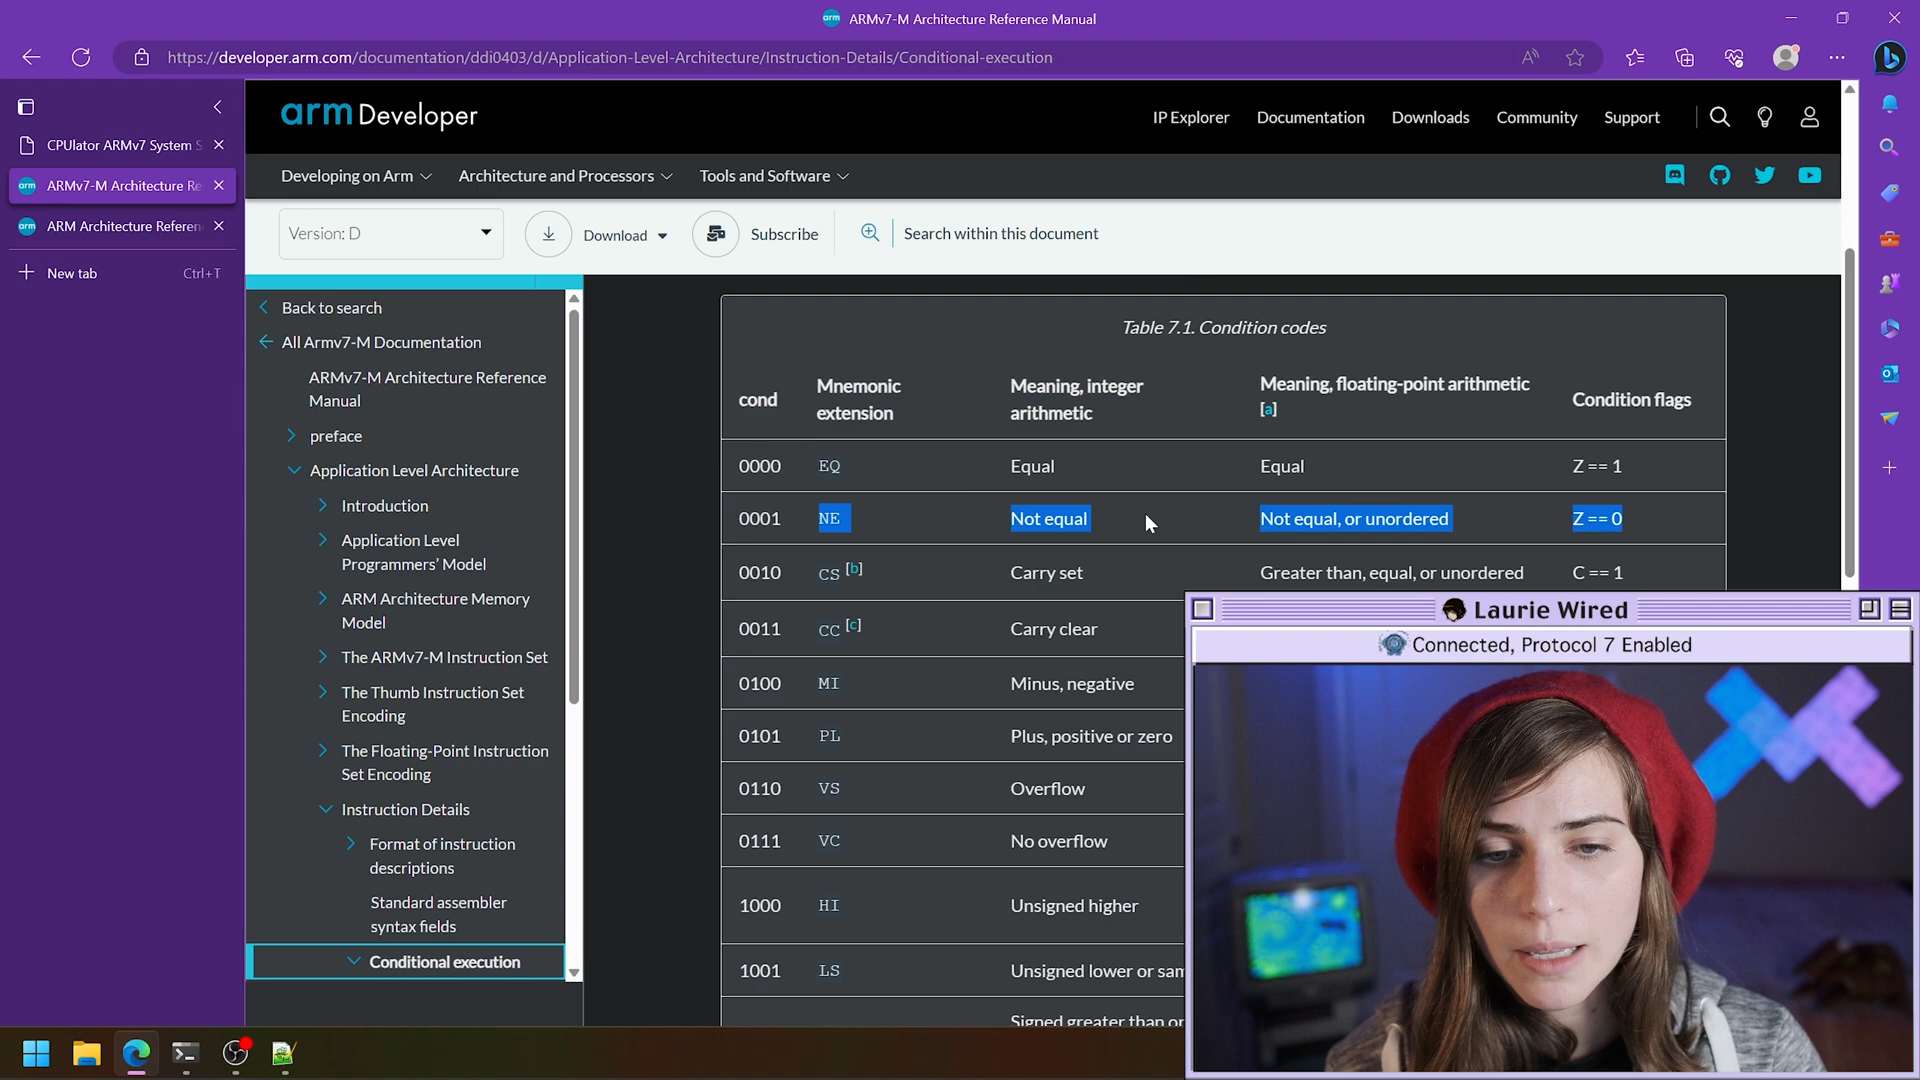 ARMv7-M Architecture Reference Manual
https://developer.arm.com/documentation/ddi0403/d/Application-Level-Architecture/Instruction-Details/Conditional-execution
CPUlator ARMv7 System S
ARMv7-M Architecture Re
ARM Architecture Referen
New tab
Ctrl+T
arm Developer
IP Explorer
Documentation
Downloads
Community
Support
Developing on Arm
Architecture and Processors
Tools and Software
Version: D
Download
Subscribe
Search within this document
Back to search
All Armv7-M Documentation
ARMv7-M Architecture Reference
Manual
preface
Application Level Architecture
Introduction
Application Level
Programmers’ Model
ARM Architecture Memory
Model
The ARMv7-M Instruction Set
The Thumb Instruction Set
Encoding
The Floating-Point Instruction
Set Encoding
Instruction Details
Format of instruction
descriptions
Standard assembler
syntax fields
Conditional execution
Table 7.1. Condition codes
cond
Mnemonic
extension
Meaning, integer
arithmetic
Meaning, floating-point arithmetic
[a]
Condition flags
0000 EQ Equal Equal Z == 1
0001 NE Not equal Not equal, or unordered Z == 0
0010 CS [b] Carry set Greater than, equal, or unordered C == 1
0011 CC [c] Carry clear
0100 MI Minus, negative
0101 PL Plus, positive or zero
0110 VS Overflow
0111 VC No overflow
1000 HI Unsigned higher
1001 LS Unsigned lower or sam
Signed greater than or
Laurie Wired
Connected, Protocol 7 Enabled